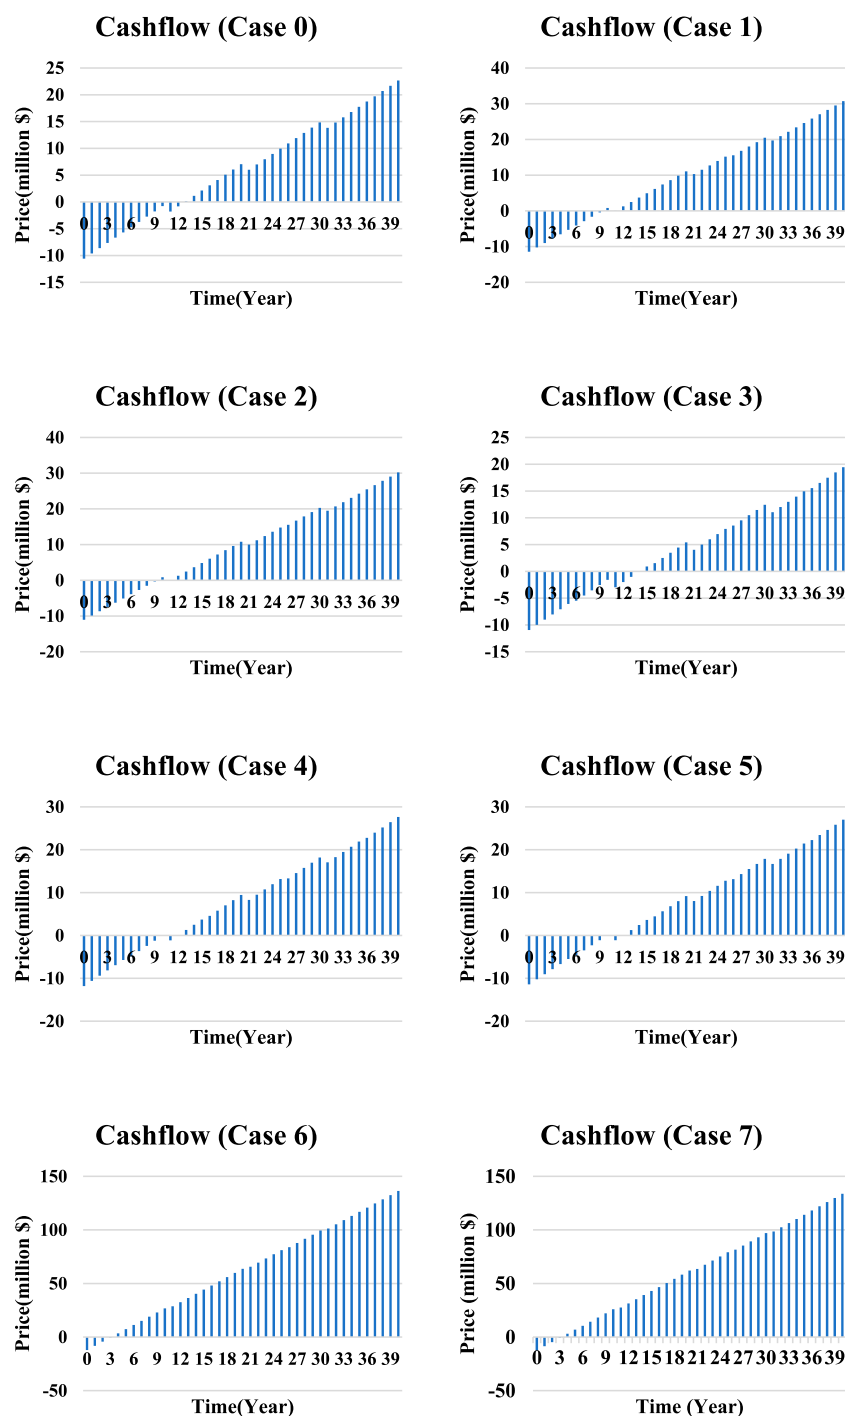 Cashflow (Case 0)
25
20
15
10
5
0
-5
-10
-15
Price(million $)
0 3 6 9 12 15 18 21 24 27 30 33 36 39
Time(Year)
Cashflow (Case 1)
40
30
20
10
0
-10
-20
Price(million $)
0 3 6 9 12 15 18 21 24 27 30 33 36 39
Time(Year)
Cashflow (Case 2)
40
30
20
10
0
-10
-20
Price(million $)
0 3 6 9 12 15 18 21 24 27 30 33 36 39
Time(Year)
Cashflow (Case 3)
25
20
15
10
5
0
-5
-10
-15
Price(million $)
0 3 6 9 12 15 18 21 24 27 30 33 36 39
Time(Year)
Cashflow (Case 4)
30
20
10
0
-10
-20
Price(million $)
0 3 6 9 12 15 18 21 24 27 30 33 36 39
Time(Year)
Cashflow (Case 5)
30
20
10
0
-10
-20
Price(million $)
0 3 6 9 12 15 18 21 24 27 30 33 36 39
Time(Year)
Cashflow (Case 6)
150
100
50
0
-50
Price(million $)
0 3 6 9 12 15 18 21 24 27 30 33 36 39
Time(Year)
Cashflow (Case 7)
150
100
50
0
-50
Price (million $)
0 3 6 9 12 15 18 21 24 27 30 33 36 39
Time (Year)